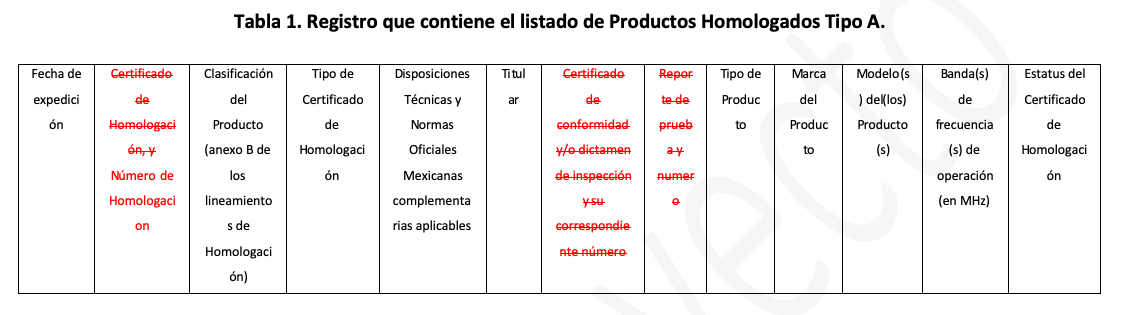 Tabla 1. Registro que contiene el listado de Productos Homologados Tipo A.
Fecha de
expedici
ón
Certificado
de
Homologaci
ón, y
Número de
Homologaci
on
Clasificación
del
Producto
(anexo B de
los
lineamiento
s de
Homologaci
ón)
Tipo de
Certificado
de
Homologaci
ón
Disposiciones
Técnicas y
Normas
Oficiales
Mexicanas
complementa
rias aplicables
Titul
ar
Certificado
de
conformidad
y/o dictamen
de inspección
y su
correspondie
nte número
Repor
te de
prueb
a y
numer
o
Tipo de
Produc
to
Marca
del
Produc
to
Modelo(s
) del(los)
Producto
(s)
Banda(s)
de
frecuencia
(s) de
operación
(en MHz)
Estatus del
Certificado
de
Homologaci
ón
yecto